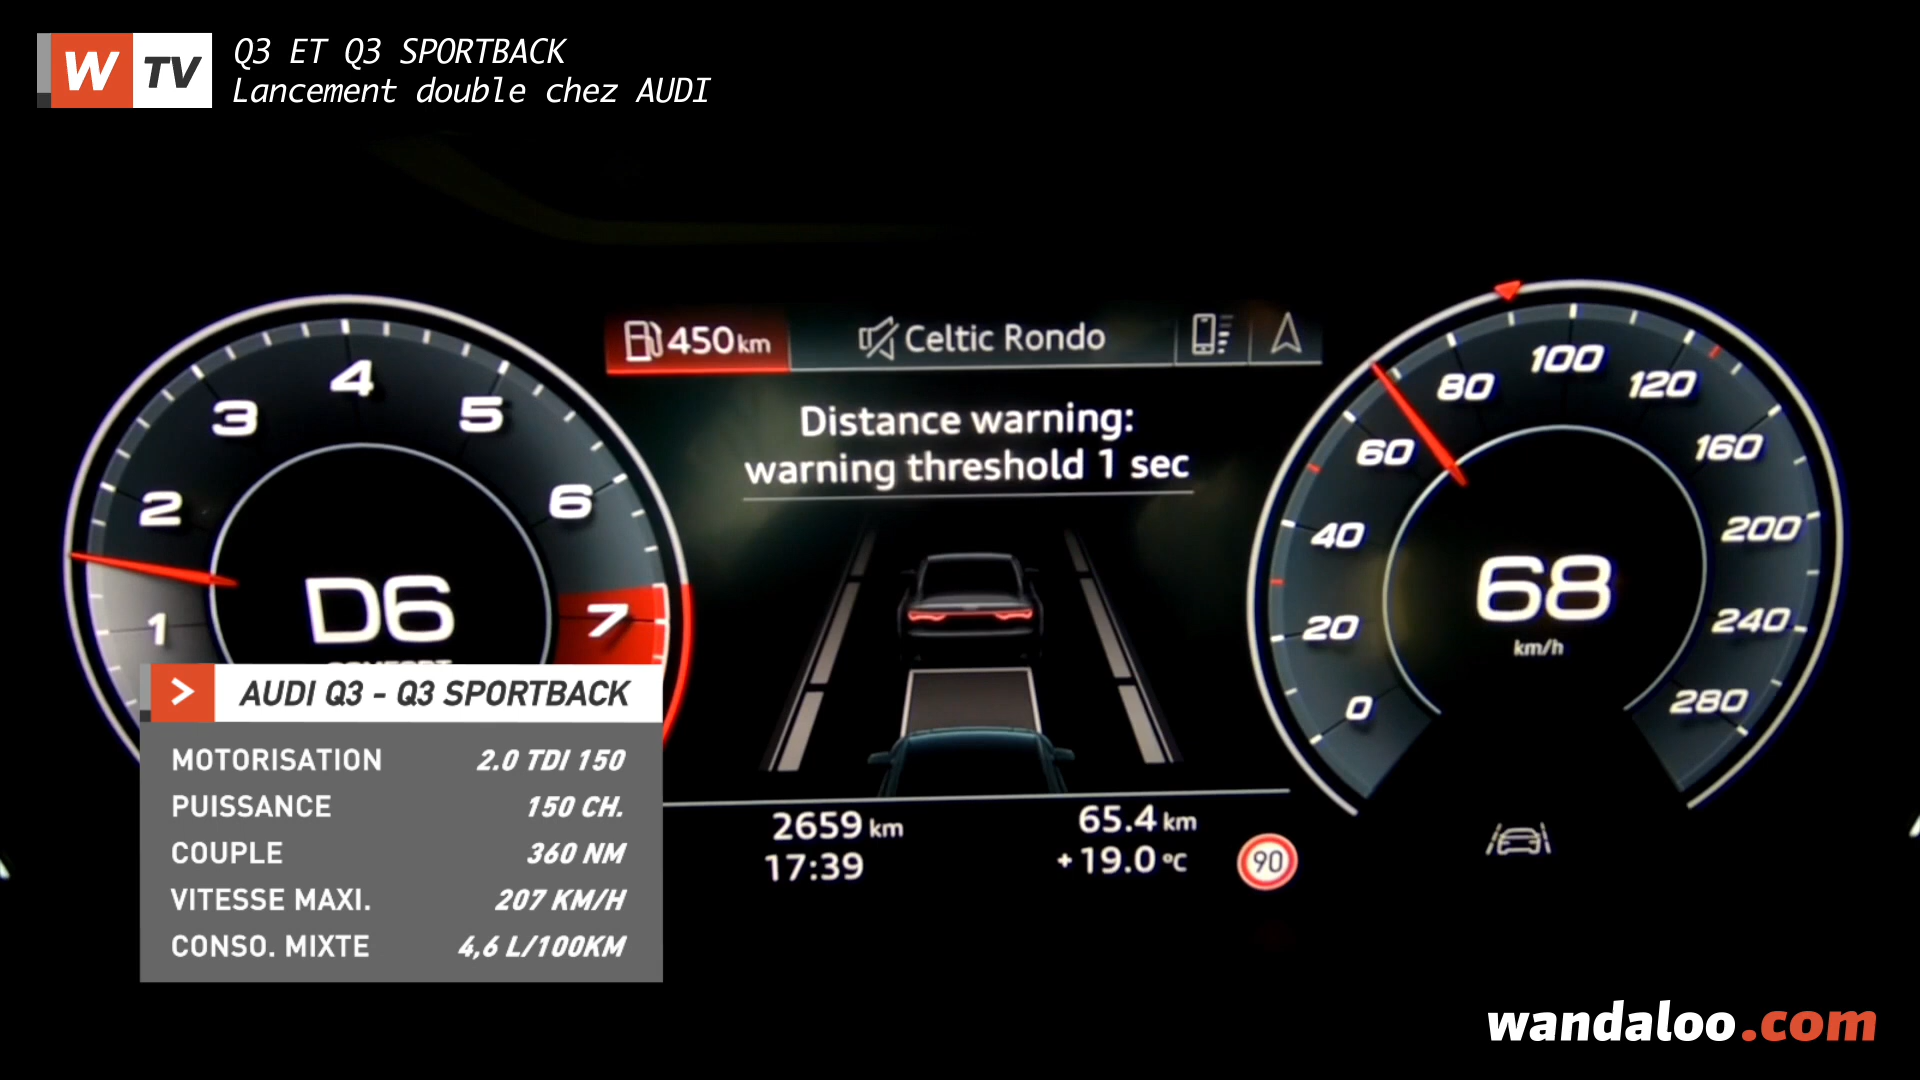 W TV
Q3 ET Q3 SPORTBACK
Lancement double chez AUDI
450 km
Celtic Rondo
Distance warning:
warning threshold 1 sec
1
2
3
4
5
6
7
D6
0
20
40
60
80
100
120
160
200
240
280
68
km/h
AUDI Q3 - Q3 SPORTBACK
MOTORISATION 2.0 TDI 150
PUISSANCE 150 CH.
COUPLE 360 NM
VITESSE MAXI. 207 KM/H
CONSO. MIXTE 4,6 L/100KM
2659 km 65.4 km
17:39 +19.0 °C
90
wandaloo.com